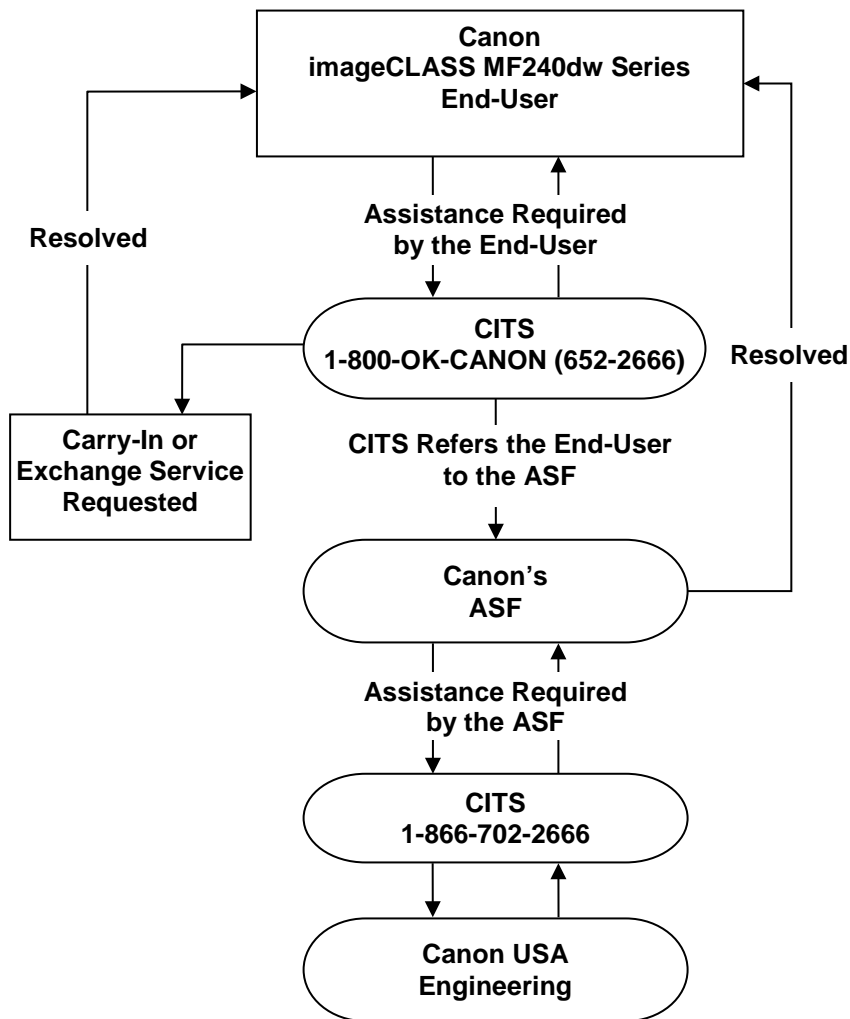 Canon
imageCLASS MF240dw Series
End-User
Resolved
Assistance Required
by the End-User
CITS
1-800-OK-CANON (652-2666)
Resolved
Carry-In or
Exchange Service
Requested
CITS Refers the End-User
to the ASF
Canon’s
ASF
Assistance Required
by the ASF
CITS
1-866-702-2666
Canon USA
Engineering